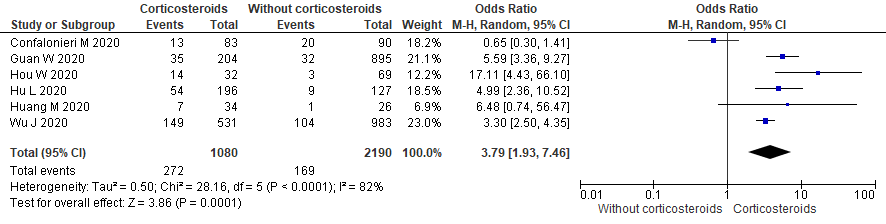 Corticosteroids Without corticosteroids Odds Ratio Odds Ratio
Study or Subgroup Events Total Events Total Weight M-H, Random, 95% CI M-H, Random, 95% CI
Confalonieri M 2020 13 83 20 90 18.2% 0.65 [0.30, 1.41]
Guan W 2020 35 204 32 895 21.1% 5.59 [3.36, 9.27]
Hou W 2020 14 32 3 69 12.2% 17.11 [4.43, 66.10]
Hu L 2020 54 196 9 127 18.5% 4.99 [2.36, 10.52]
Huang M 2020 7 34 1 26 6.9% 6.48 [0.74, 56.47]
Wu J 2020 149 531 104 983 23.0% 3.30 [2.50, 4.35]
Total (95% CI) 1080 2190 100.0% 3.79 [1.93, 7.46]
Total events 272 169
Heterogeneity: Tau² = 0.50; Chi² = 28.16, df = 5 (P < 0.0001); I² = 82%
Test for overall effect: Z = 3.86 (P = 0.0001)
0.01 0.1 1 10 100
Without corticosteroids Corticosteroids